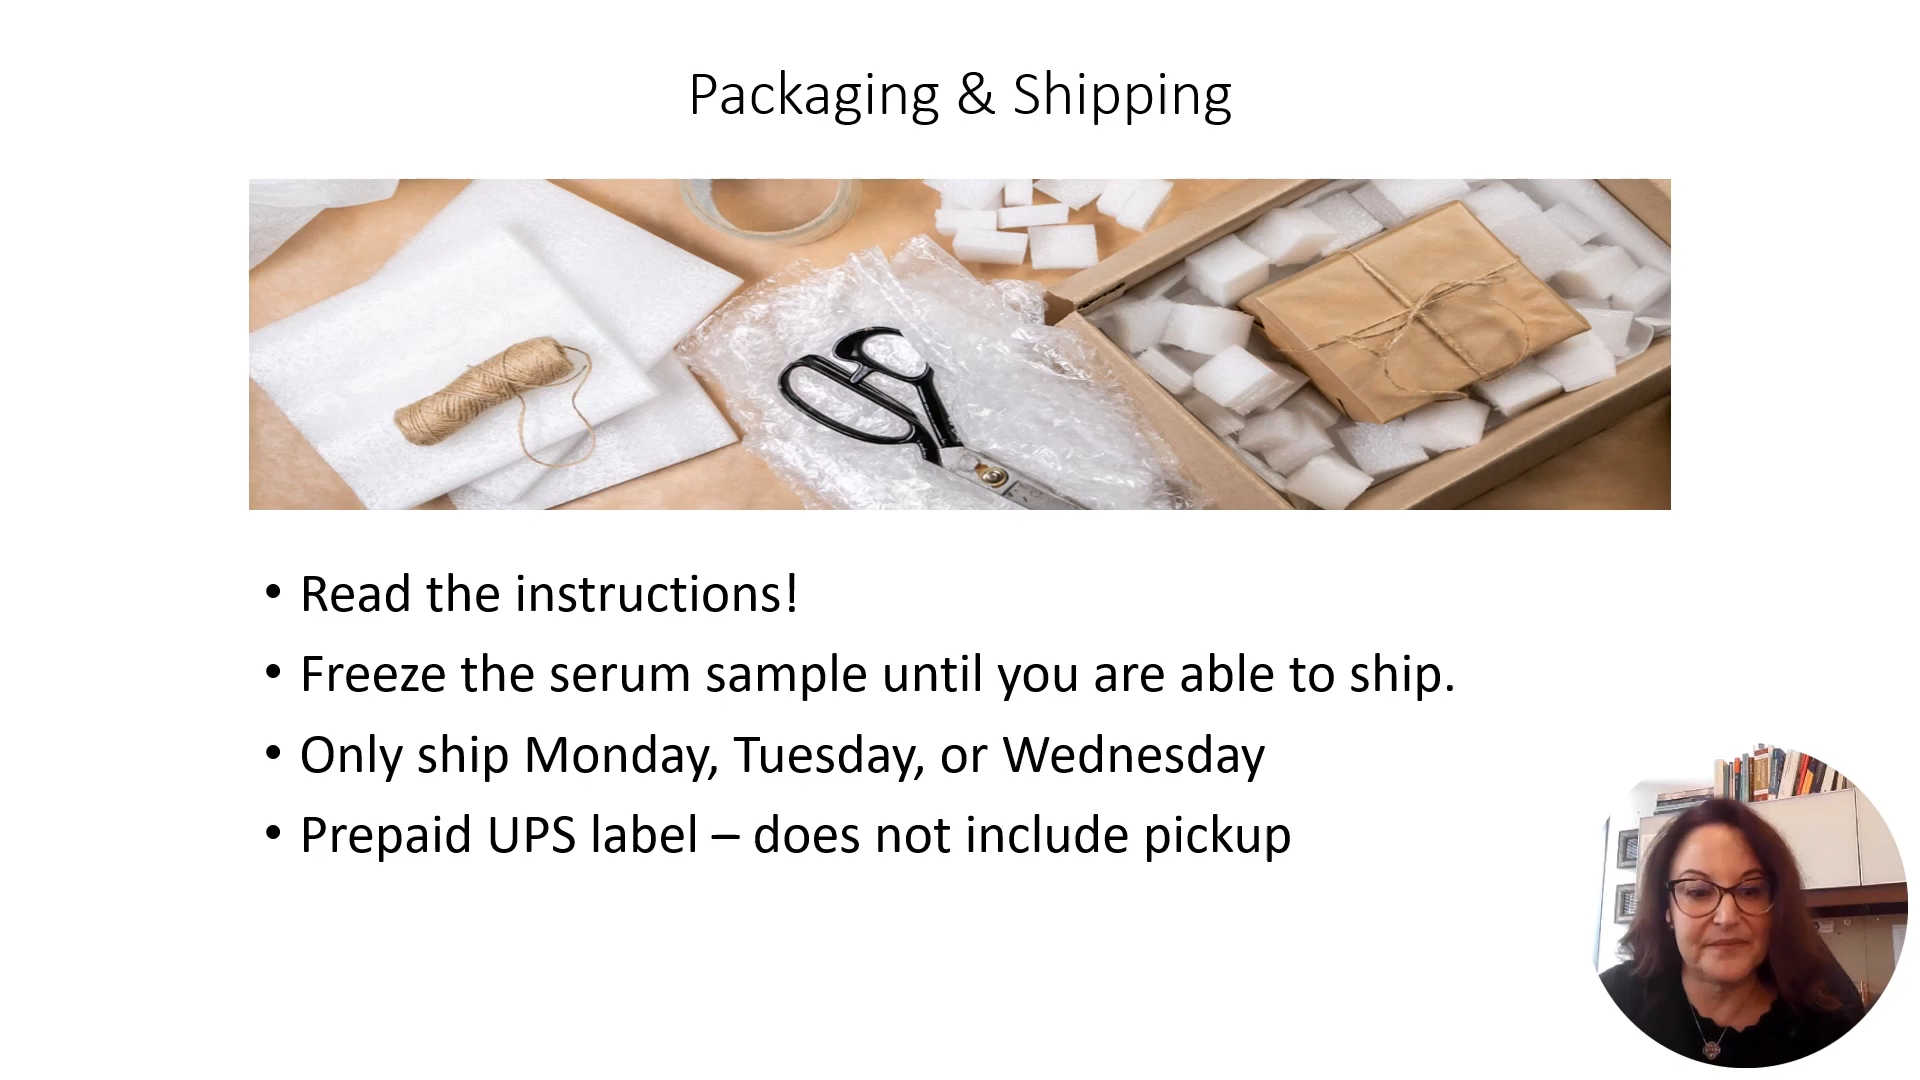 Packaging & Shipping
• Read the instructions!
• Freeze the serum sample until you are able to ship.
• Only ship Monday, Tuesday, or Wednesday
• Prepaid UPS label – does not include pickup